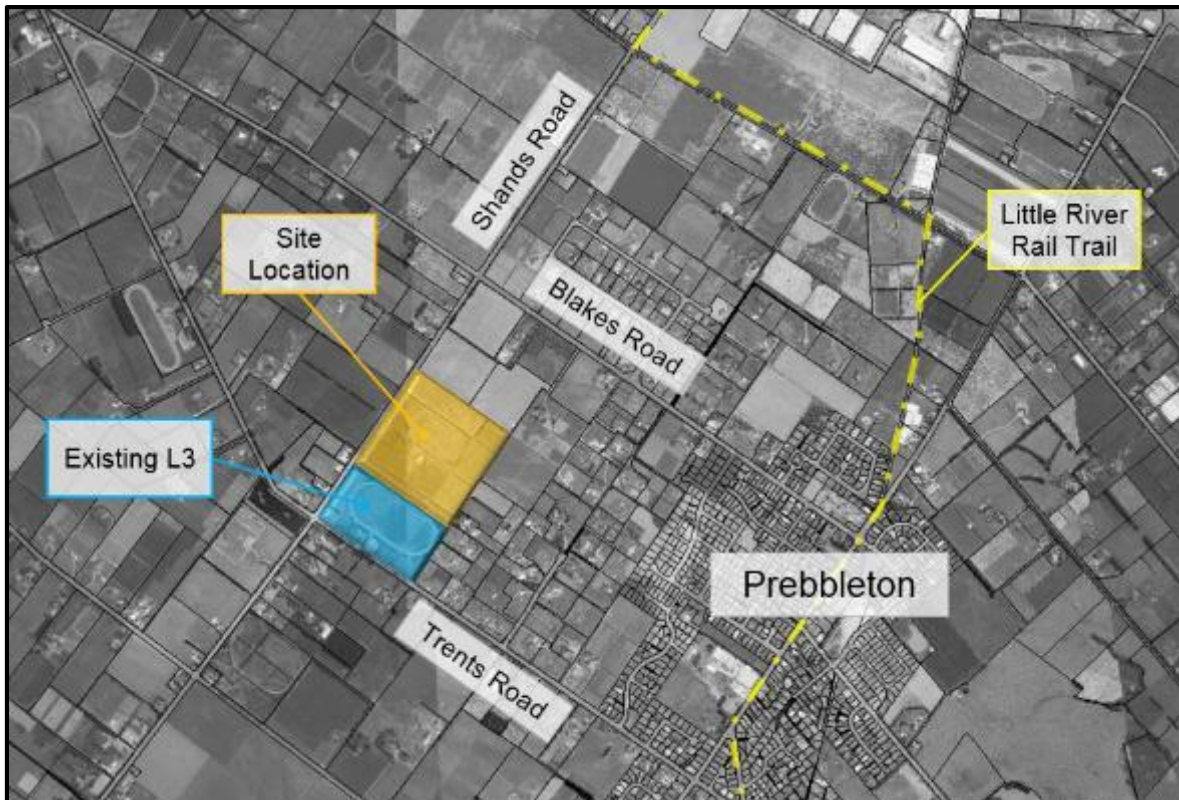 Shands Road
Site
Location
Little River
Rail Trail
Blakes Road
Existing L3
Prebbleton
Trents Road